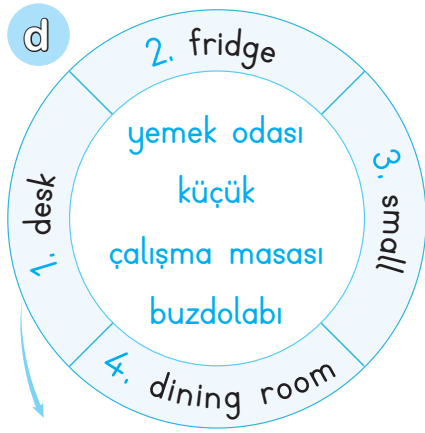 d
1. desk
2. fridge
3. small
4. dining room
yemek odası
küçük
çalışma masası
buzdolabı